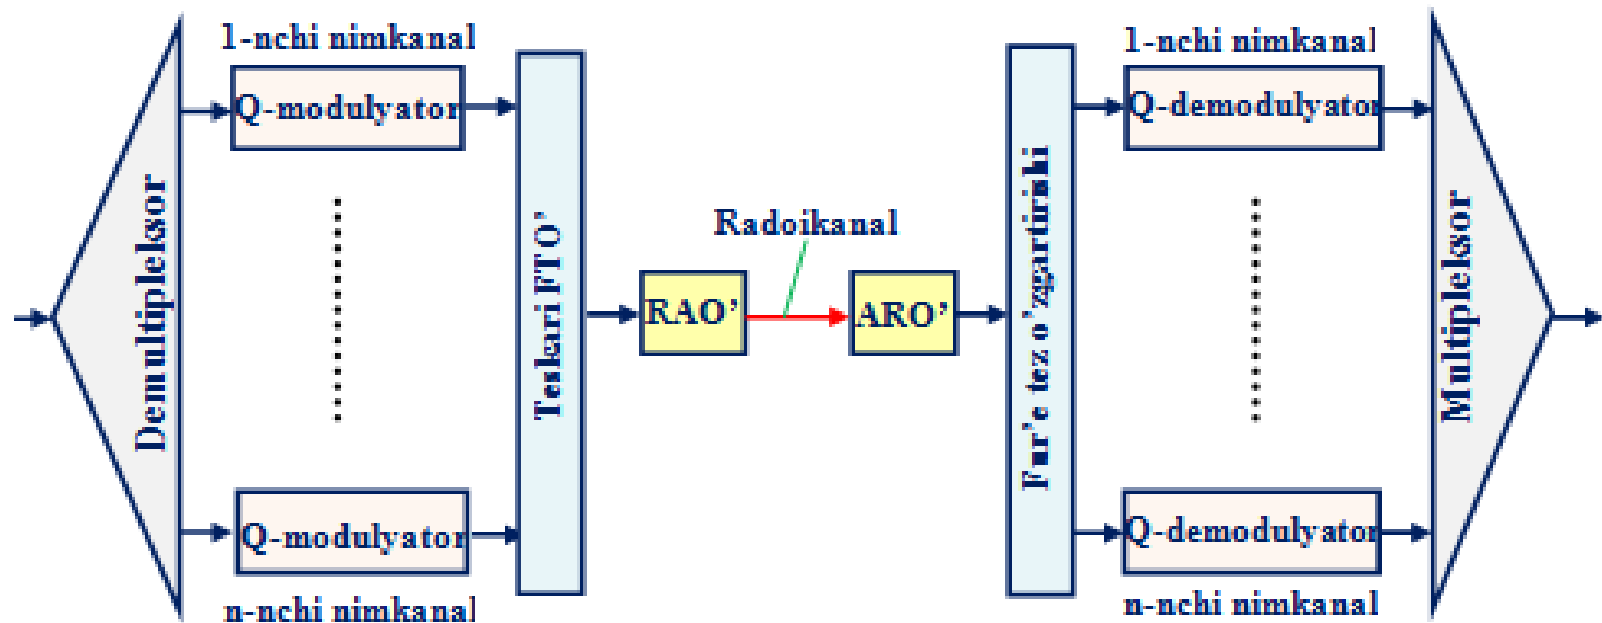 1-nchi nimkanal
Q-modulyator
Demultipleksor
Q-modulyator
n-nchi nimkanal
Teskari FTO’
RAO’
Radoikanal
ARO’
Fur’e tez o’zgartirishi
1-nchi nimkanal
Q-demodulyator
Q-demodulyator
n-nchi nimkanal
Multipleksor